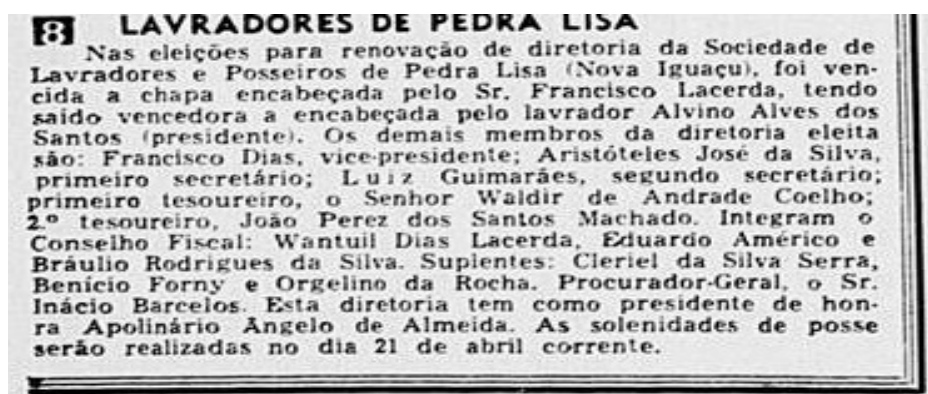 8 LAVRADORES DE PEDRA LISA
Nas eleições para renovação de diretoria da Sociedade de
Lavradores e Posseiros de Pedra Lisa (Nova Iguaçu), foi ven-
cida a chapa encabeçada pelo Sr. Francisco Lacerda, tendo
saído vencedora a encabeçada pelo lavrador Alvino Alves dos
Santos (presidente). Os demais membros da diretoria eleita
são: Francisco Dias, vice-presidente; Aristóteles José da Silva,
primeiro secretário; Luiz Guimarães, segundo secretário;
primeiro tesoureiro, o Senhor Waldir de Andrade Coelho;
2.º tesoureiro, João Perez dos Santos Machado. Integram o
Conselho Fiscal: Wantuil Dias Lacerda, Eduardo Américo e
Bráulio Rodrigues da Silva. Suplentes: Cleriel da Silva Serra,
Benício Forny e Orgelino da Rocha. Procurador-Geral, o Sr.
Inácio Barcelos. Esta diretoria tem como presidente de hon-
ra Apolinário Ângelo de Almeida. As solenidades de posse
serão realizadas no dia 21 de abril corrente.